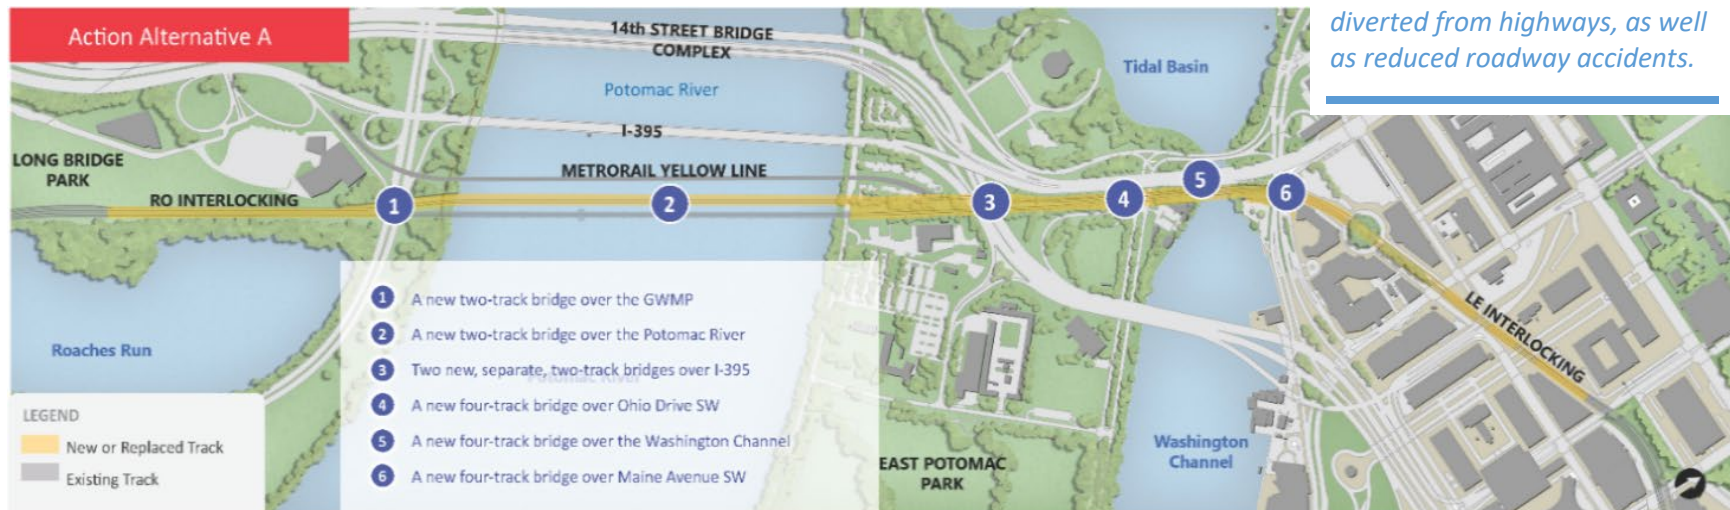 Action Alternative A
diverted from highways, as well
as reduced roadway accidents.
14th STREET BRIDGE
COMPLEX
Tidal Basin
Potomac River
I-395
LONG BRIDGE
PARK
METRORAIL YELLOW LINE
RO INTERLOCKING
1
2
3
4
5
6
LE INTERLOCKING
Roaches Run
1 A new two-track bridge over the GWMP
2 A new two-track bridge over the Potomac River
3 Two new, separate, two-track bridges over I-395
Potomac River
4 A new four-track bridge over Ohio Drive SW
5 A new four-track bridge over the Washington Channel
6 A new four-track bridge over Maine Avenue SW
LEGEND
New or Replaced Track
Existing Track
EAST POTOMAC
PARK
Washington
Channel